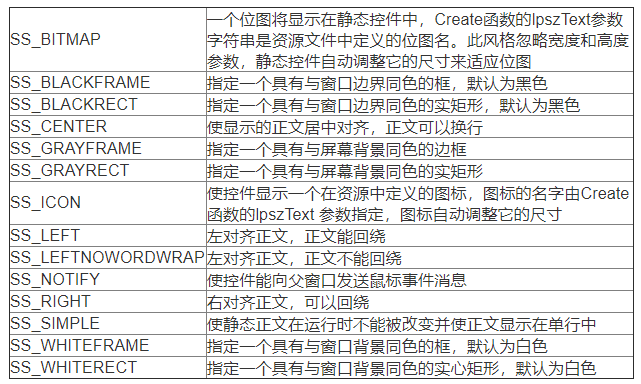 SS_BITMAP
一个位图将显示在静态控件中，Create函数的lpszText参数
字符串是资源文件中定义的位图名。此风格忽略宽度和高度
参数，静态控件自动调整它的尺寸来适应位图
SS_BLACKFRAME 指定一个具有与窗口边界同色的框，默认为黑色
SS_BLACKRECT 指定一个具有与窗口边界同色的实矩形，默认为黑色
SS_CENTER 使显示的正文居中对齐，正文可以换行
SS_GRAYFRAME 指定一个具有与屏幕背景同色的边框
SS_GRAYRECT 指定一个具有与屏幕背景同色的实矩形
SS_ICON
使控件显示一个在资源中定义的图标，图标的名字由Create
函数的lpszText 参数指定，图标自动调整它的尺寸
SS_LEFT 左对齐正文，正文能回绕
SS_LEFTNOWORDWRAP 左对齐正文，正文不能回绕
SS_NOTIFY 使控件能向父窗口发送鼠标事件消息
SS_RIGHT 右对齐正文，可以回绕
SS_SIMPLE 使静态正文在运行时不能被改变并使正文显示在单行中
SS_WHITEFRAME 指定一个具有与窗口背景同色的框，默认为白色
SS_WHITERECT 指定一个具有与窗口背景同色的实心矩形，默认为白色